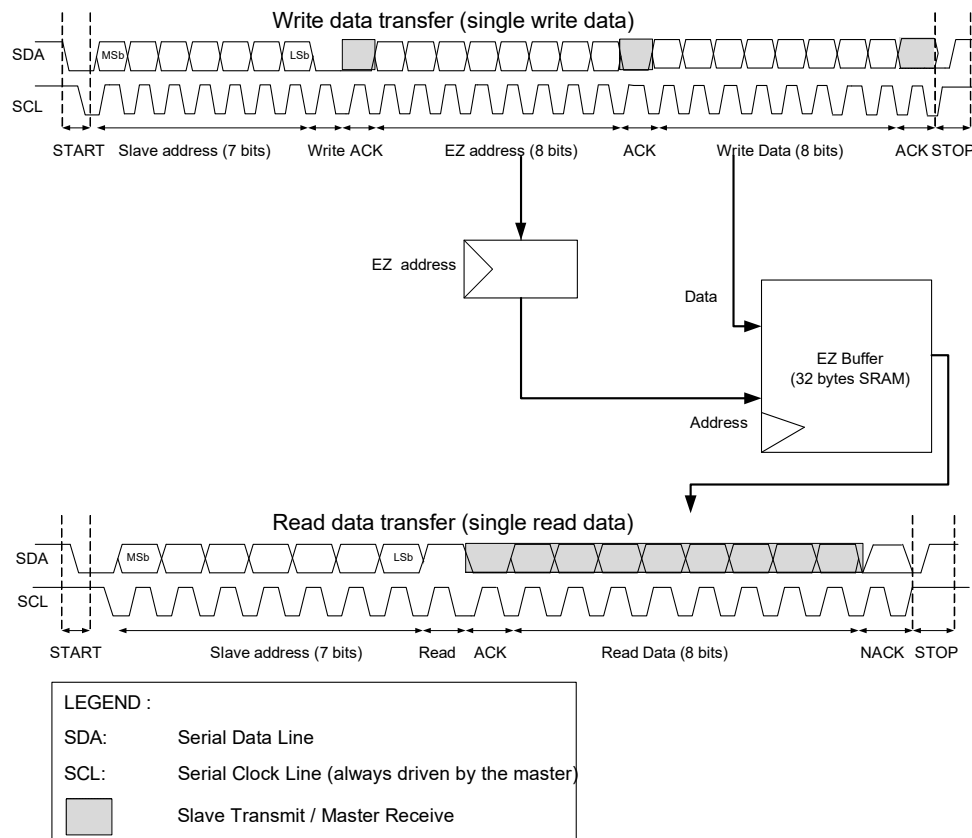 Write data transfer (single write data)
SDA MSb LSb
SCL
START Slave address (7 bits) Write ACK EZ address (8 bits) ACK Write Data (8 bits) ACK STOP
EZ address
Data
EZ Buffer
(32 bytes SRAM)
Address
Read data transfer (single read data)
SDA MSb LSb
SCL
START Slave address (7 bits) Read ACK Read Data (8 bits) NACK STOP
LEGEND :
SDA: Serial Data Line
SCL: Serial Clock Line (always driven by the master)
Slave Transmit / Master Receive